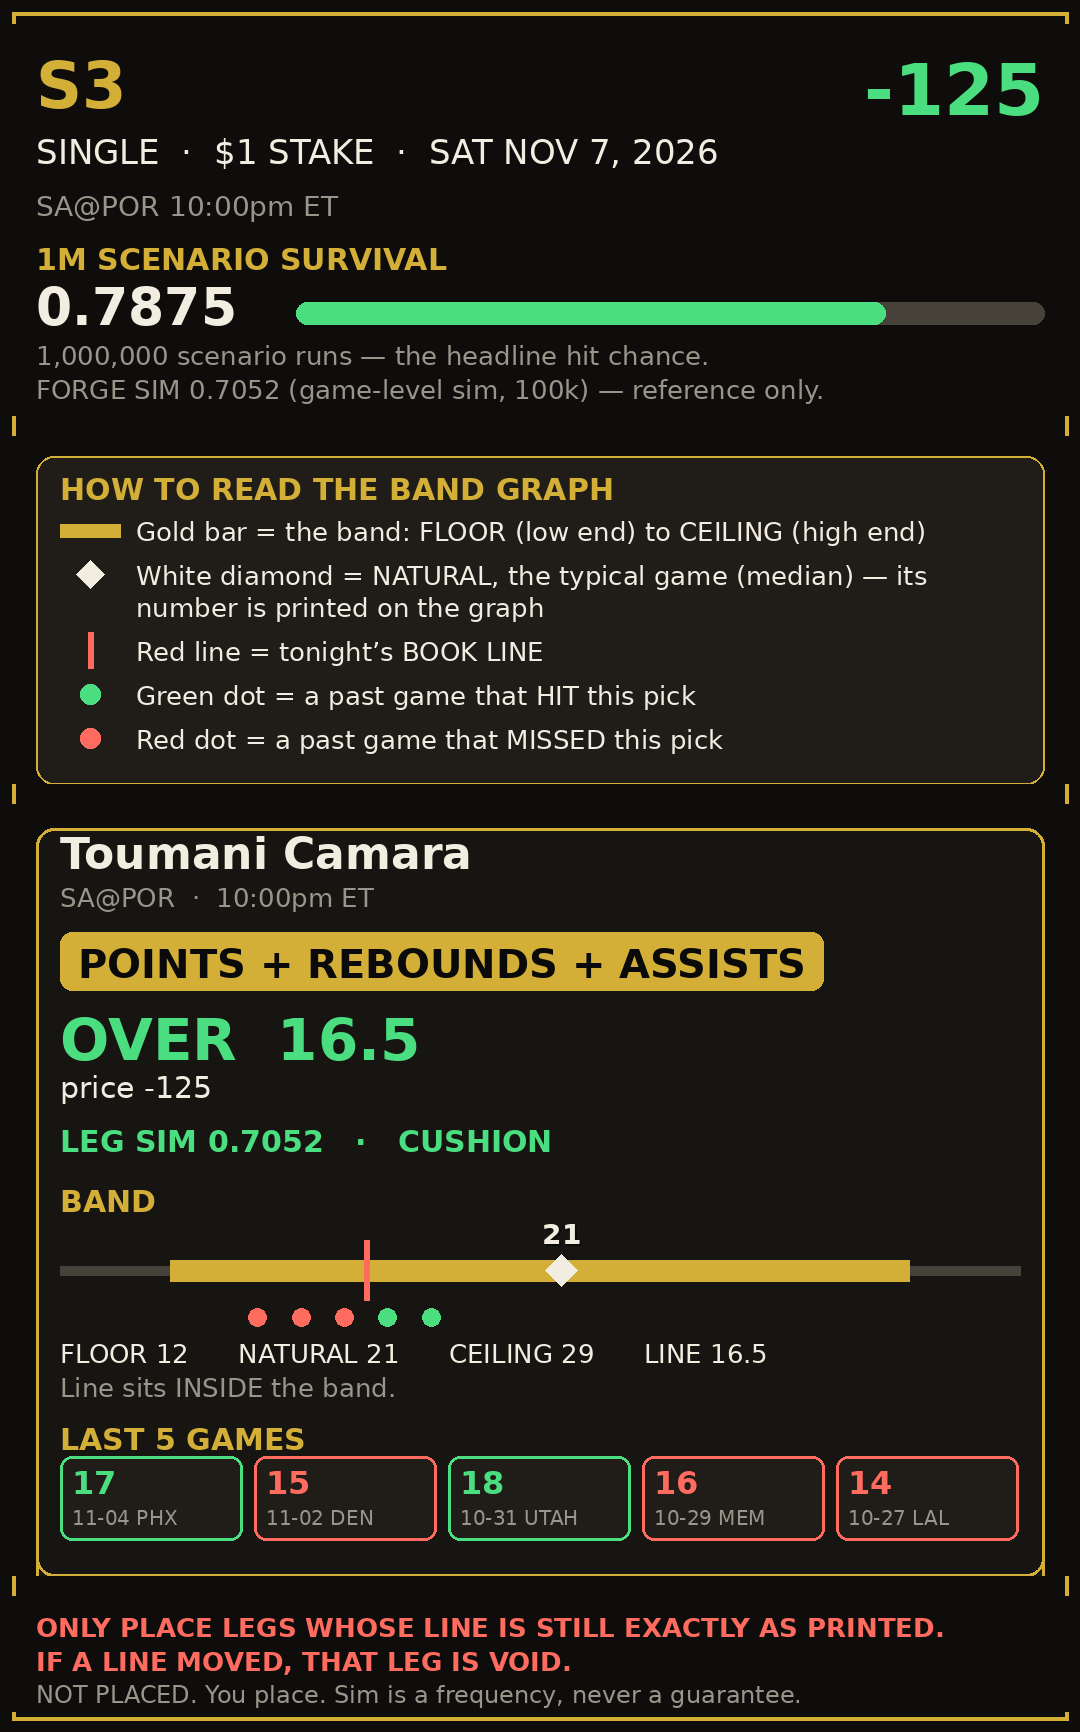 S3
-125
SINGLE · $1 STAKE · SAT NOV 7, 2026
SA@POR 10:00pm ET
1M SCENARIO SURVIVAL
0.7875
1,000,000 scenario runs — the headline hit chance.
FORGE SIM 0.7052 (game-level sim, 100k) — reference only.
HOW TO READ THE BAND GRAPH
Gold bar = the band: FLOOR (low end) to CEILING (high end)
White diamond = NATURAL, the typical game (median) — its
number is printed on the graph
Red line = tonight’s BOOK LINE
Green dot = a past game that HIT this pick
Red dot = a past game that MISSED this pick
Toumani Camara
SA@POR · 10:00pm ET
POINTS + REBOUNDS + ASSISTS
OVER 16.5
price -125
LEG SIM 0.7052 · CUSHION
BAND
21
FLOOR 12 NATURAL 21 CEILING 29 LINE 16.5
Line sits INSIDE the band.
LAST 5 GAMES
17 15 18 16 14
11-04 PHX 11-02 DEN 10-31 UTAH 10-29 MEM 10-27 LAL
ONLY PLACE LEGS WHOSE LINE IS STILL EXACTLY AS PRINTED.
IF A LINE MOVED, THAT LEG IS VOID.
NOT PLACED. You place. Sim is a frequency, never a guarantee.